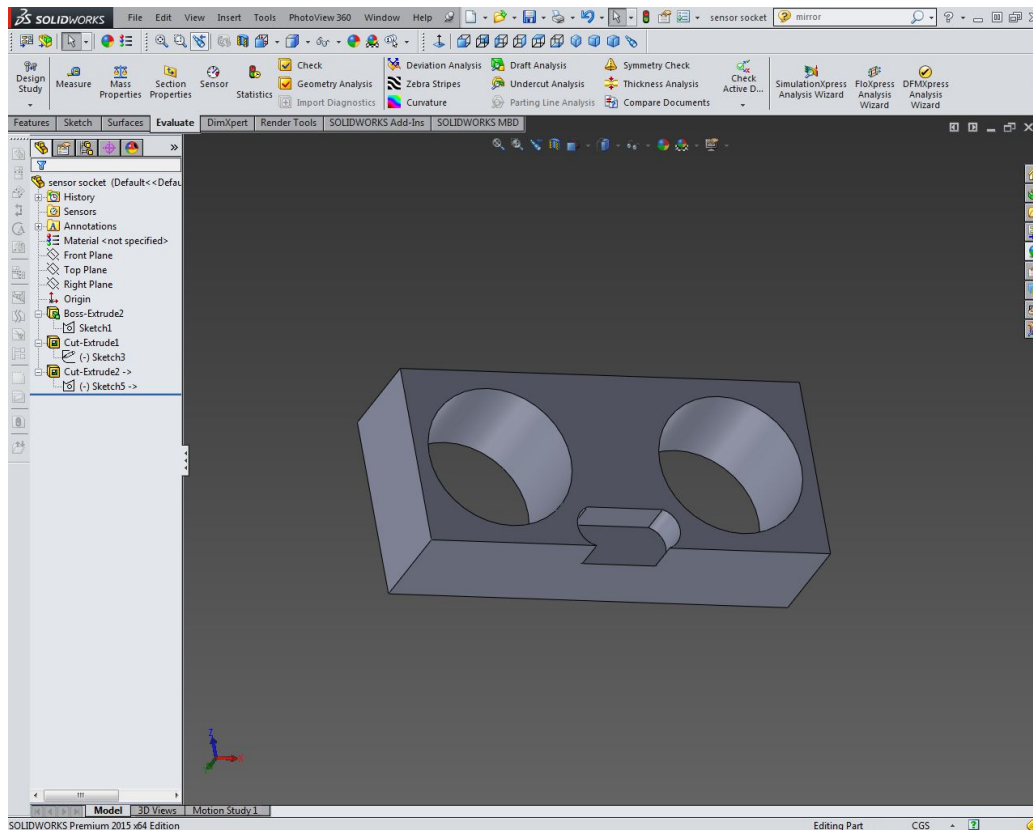 SOLIDWORKS File Edit View Insert Tools PhotoView 360 Window Help sensor socket mirror
Design Study Measure Mass Properties Section Properties Sensor Statistics Check Geometry Analysis Import Diagnostics Deviation Analysis Zebra Stripes Curvature Draft Analysis Undercut Analysis Parting Line Analysis Symmetry Check Thickness Analysis Compare Documents Check Active D... SimulationXpress Analysis Wizard FloXpress Analysis Wizard DFMXpress Analysis Wizard
Features Sketch Surfaces Evaluate DimXpert Render Tools SOLIDWORKS Add-Ins SOLIDWORKS MBD
sensor socket (Default<<Defau
History
Sensors
Annotations
Material <not specified>
Front Plane
Top Plane
Right Plane
Origin
Boss-Extrude2
Sketch1
Cut-Extrude1
(-) Sketch3
Cut-Extrude2 ->
(-) Sketch5 ->
Z
X
Model 3D Views Motion Study 1
SOLIDWORKS Premium 2015 x64 Edition Editing Part CGS